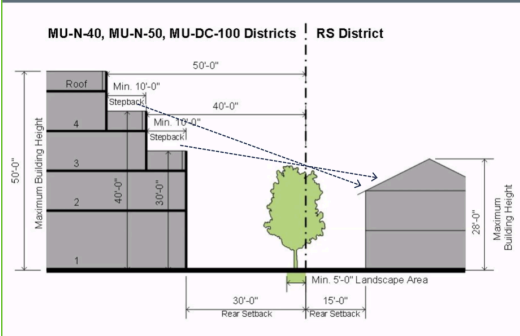 MU-N-40, MU-N-50, MU-DC-100 Districts
RS District
50'-0"
Roof
Min. 10'-0"
Stepback
40'-0"
Min. 10'-0"
Stepback
4
3
2
1
50'-0"
Maximum Building Height
40'-0"
30'-0"
28'-0"
Maximum
Building Height
Min. 5'-0" Landscape Area
30'-0"
Rear Setback
15'-0"
Rear Setback